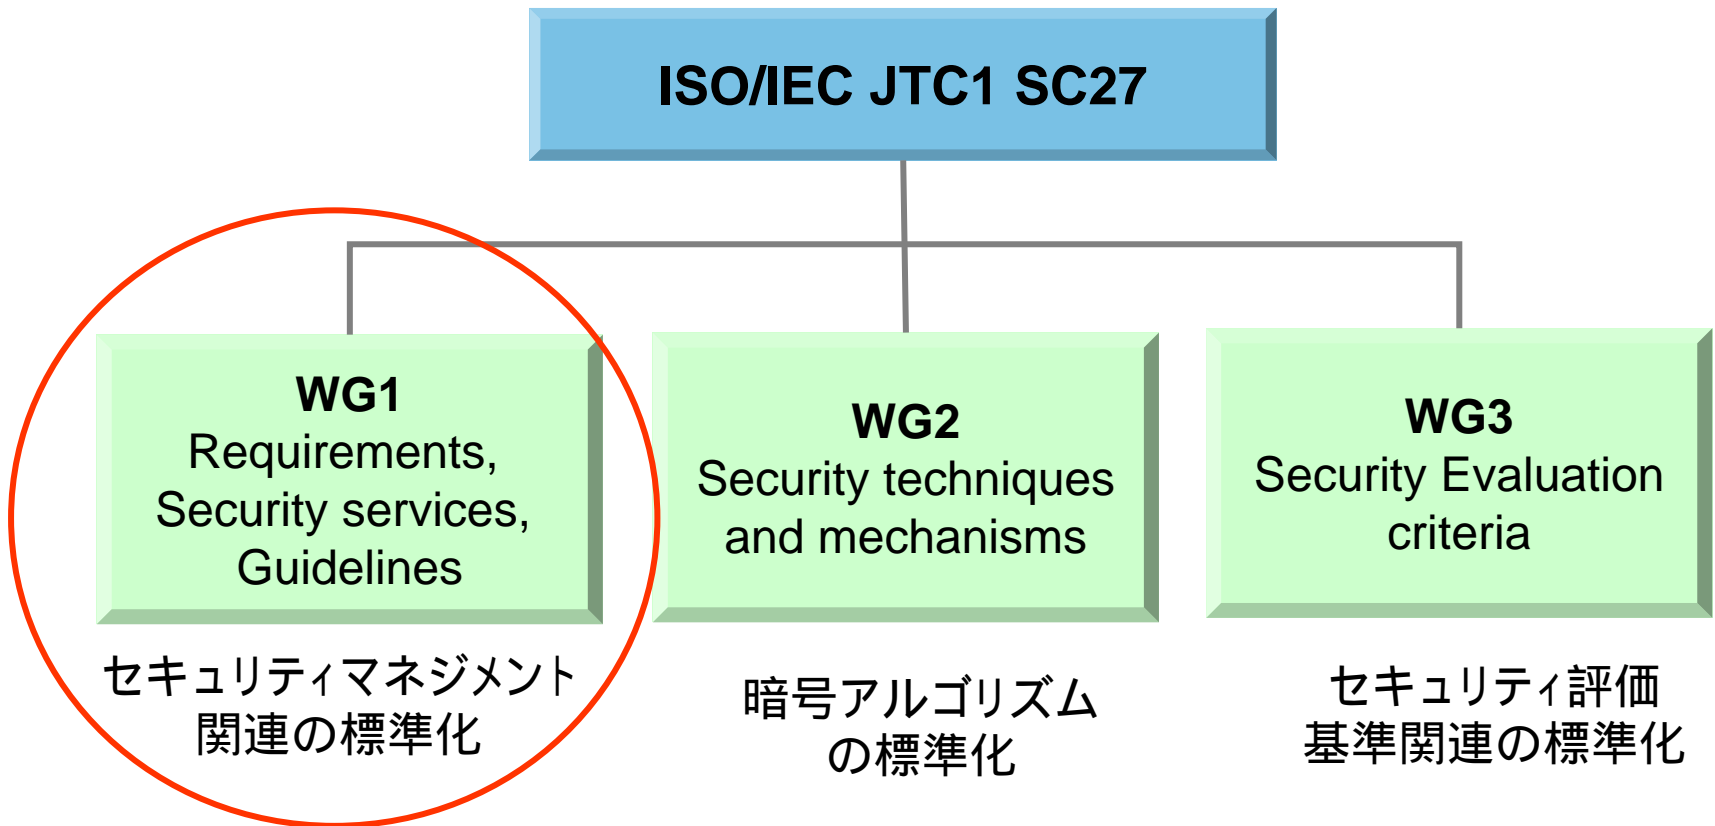 ISO/IEC JTC1 SC27
WG1
Requirements,
Security services,
Guidelines
セキュリティマネジメント
関連の標準化
WG2
Security techniques
and mechanisms
暗号アルゴリズム
の標準化
WG3
Security Evaluation
criteria
セキュリティ評価
基準関連の標準化